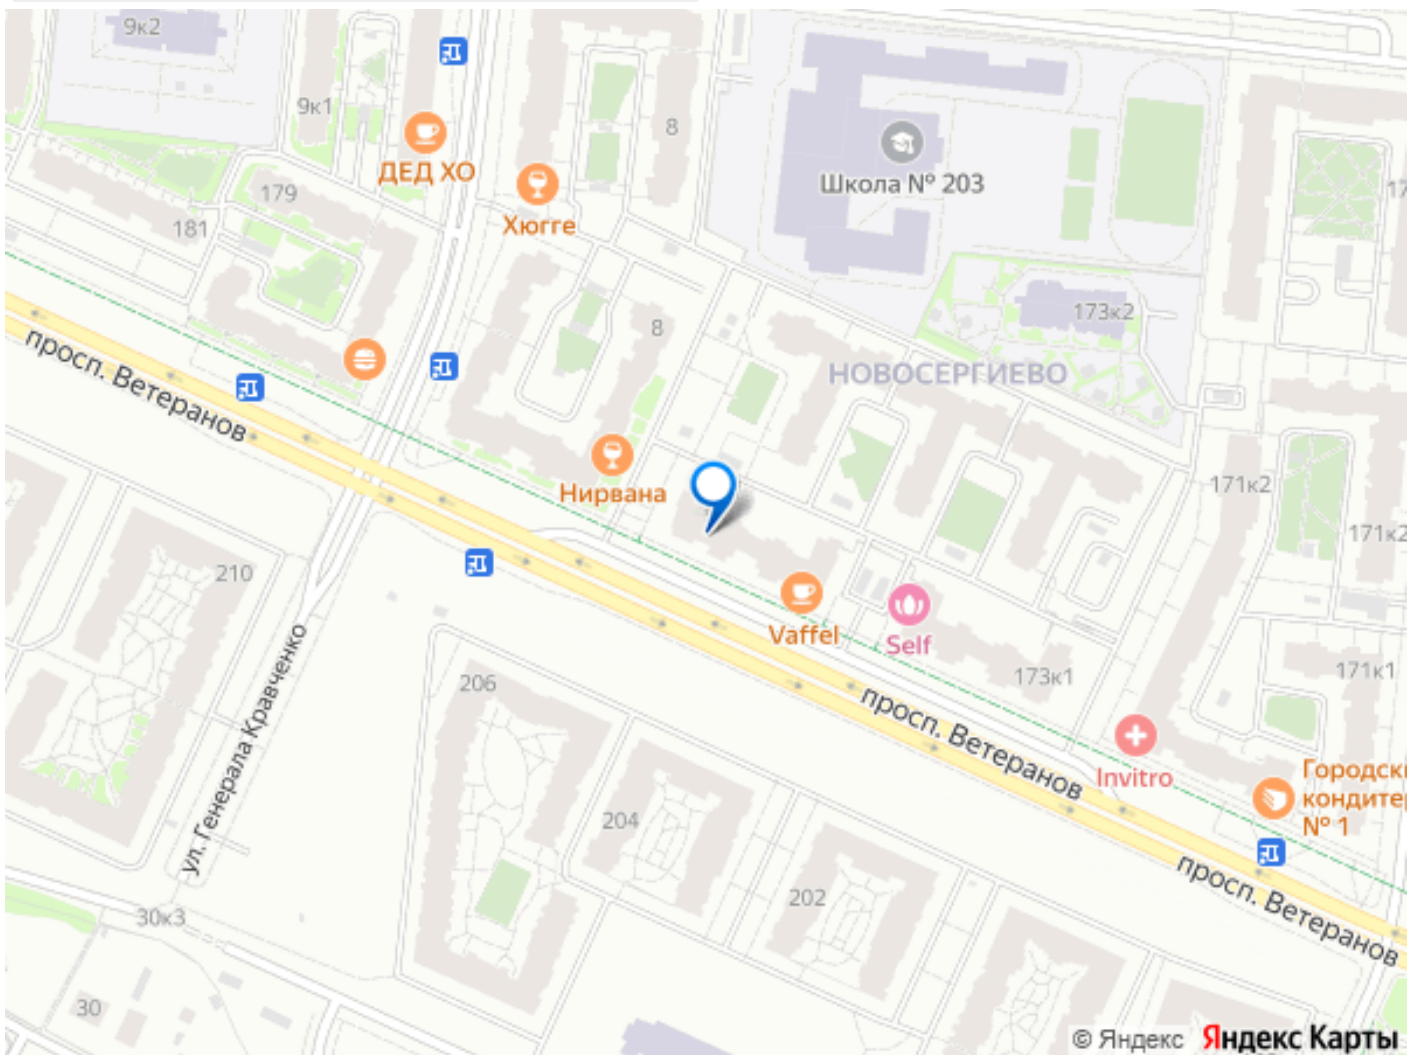 9к2
9к1
ДЕД ХО
8
Школа № 203
179
181
Хюгге
173к2
8
НОВОСЕРГИЕВО
просп. Ветеранов
Нирвана
171к2
171к2
210
Vaffel
Self
173к1
171к1
206
просп. Ветеранов
ул. Генерала Кравченко
Invitro
204
№ 1
202
просп. Ветеранов
30к3
30
© Яндекс Яндекс Карты